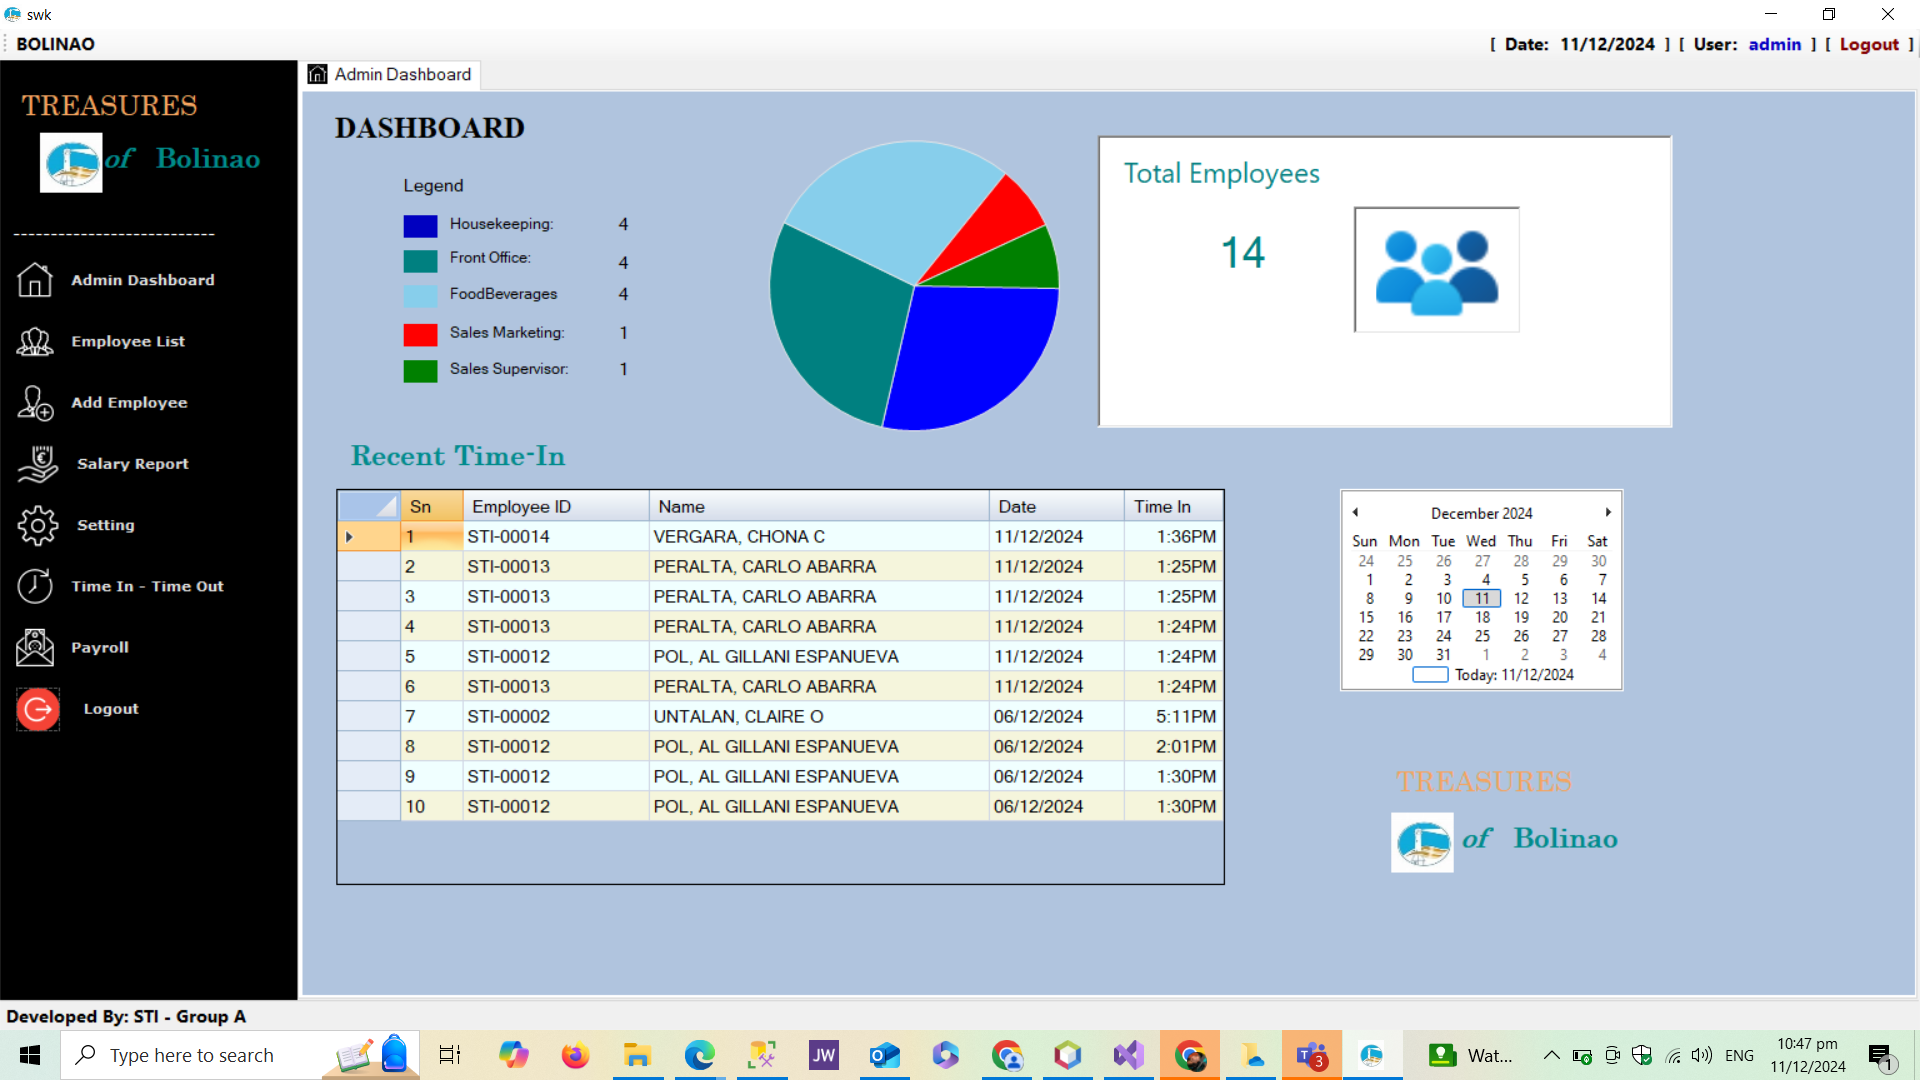 swk
BOLINAO
[ Date: 11/12/2024 ] [ User: admin ] [ Logout ]
TREASURES
of Bolinao
---------------------------
Admin Dashboard
Employee List
Add Employee
Salary Report
Setting
Time In - Time Out
Payroll
Logout
Admin Dashboard
DASHBOARD
Legend
Housekeeping: 4
Front Office: 4
FoodBeverages 4
Sales Marketing: 1
Sales Supervisor: 1
Total Employees
14
Recent Time-In
Sn Employee ID Name Date Time In
1 STI-00014 VERGARA, CHONA C 11/12/2024 1:36PM
2 STI-00013 PERALTA, CARLO ABARRA 11/12/2024 1:25PM
3 STI-00013 PERALTA, CARLO ABARRA 11/12/2024 1:25PM
4 STI-00013 PERALTA, CARLO ABARRA 11/12/2024 1:24PM
5 STI-00012 POL, AL GILLANI ESPANUEVA 11/12/2024 1:24PM
6 STI-00013 PERALTA, CARLO ABARRA 11/12/2024 1:24PM
7 STI-00002 UNTALAN, CLAIRE O 06/12/2024 5:11PM
8 STI-00012 POL, AL GILLANI ESPANUEVA 06/12/2024 2:01PM
9 STI-00012 POL, AL GILLANI ESPANUEVA 06/12/2024 1:30PM
10 STI-00012 POL, AL GILLANI ESPANUEVA 06/12/2024 1:30PM
December 2024
Sun Mon Tue Wed Thu Fri Sat
24 25 26 27 28 29 30
1 2 3 4 5 6 7
8 9 10 11 12 13 14
15 16 17 18 19 20 21
22 23 24 25 26 27 28
29 30 31 1 2 3 4
Today: 11/12/2024
TREASURES
of Bolinao
Developed By: STI - Group A
Type here to search
JW
3
Wat...
ENG
10:47 pm
11/12/2024
1